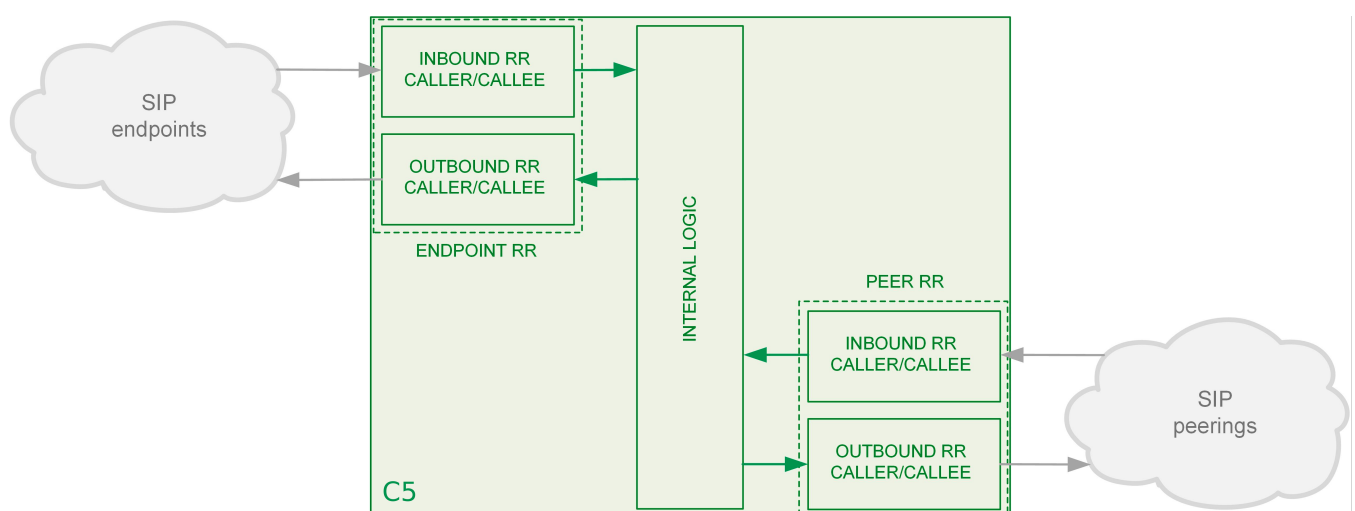 INBOUND RR
CALLER/CALLEE
SIP
endpoints
OUTBOUND RR
CALLER/CALLEE
ENDPOINT RR
INTERNAL LOGIC
PEER RR
INBOUND RR
CALLER/CALLEE
SIP
peerings
OUTBOUND RR
CALLER/CALLEE
C5